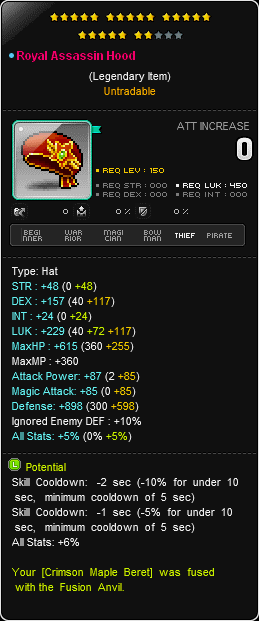 Royal Assassin Hood
(Legendary Item)
Untradable
ATT INCREASE
0
REQ LEV : 150
REQ STR : 000 REQ LUK : 450
REQ DEX : 000 REQ INT : 000
0 0 % 0 %
BEGINNER WARRIOR MAGICIAN BOWMAN THIEF PIRATE
Type: Hat
STR : +48 (0 +48)
DEX : +157 (40 +117)
INT : +24 (0 +24)
LUK : +229 (40 +72 +117)
MaxHP : +615 (360 +255)
MaxMP : +360
Attack Power: +87 (2 +85)
Magic Attack: +85 (0 +85)
Defense: +898 (300 +598)
Ignored Enemy DEF : +10%
All Stats: +5% (0% +5%)
L Potential
Skill Cooldown: -2 sec (-10% for under 10
sec, minimum cooldown of 5 sec)
Skill Cooldown: -1 sec (-5% for under 10
sec, minimum cooldown of 5 sec)
All Stats: +6%
Your [Crimson Maple Beret] was fused
with the Fusion Anvil.